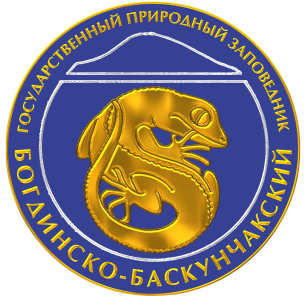 ГОСУДАРСТВЕННЫЙ ПРИРОДНЫЙ ЗАПОВЕДНИК
БОГДИНСКО-БАСКУНЧАКСКИЙ